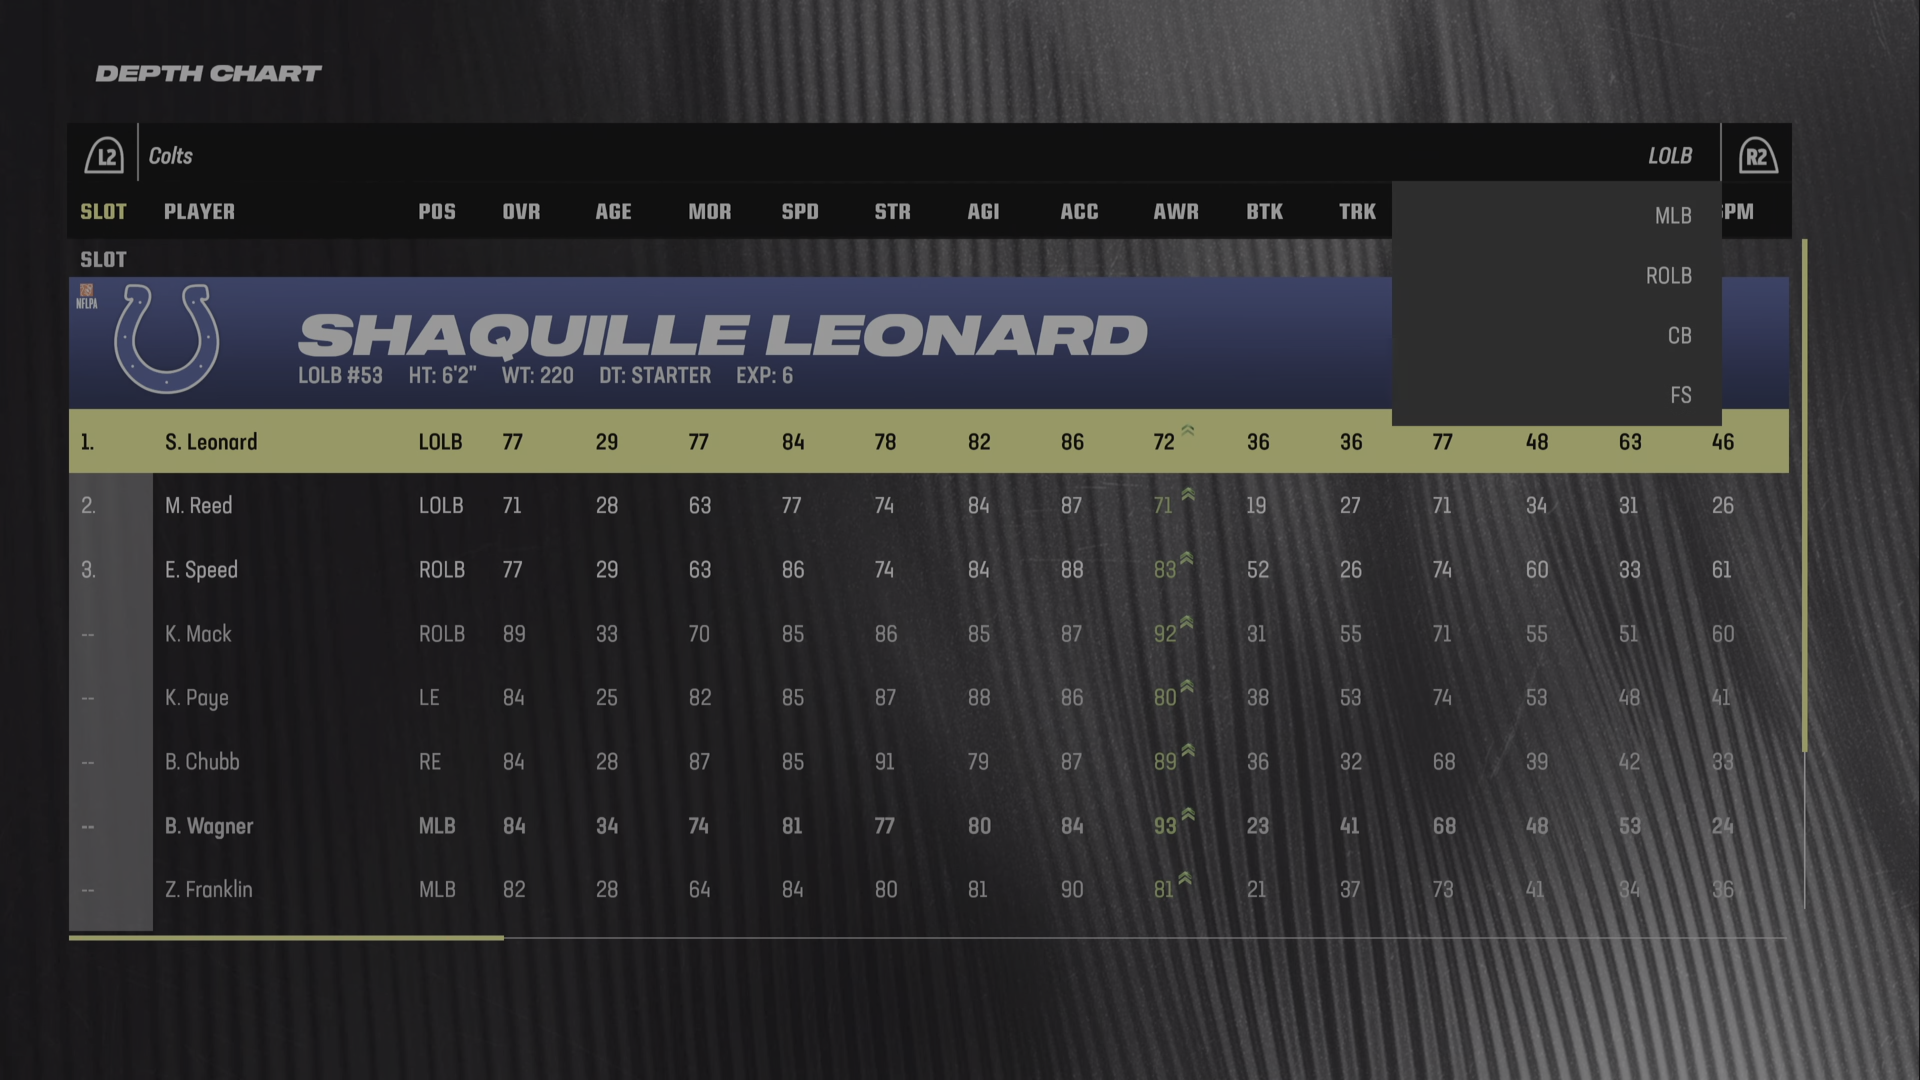 DEPTH CHART
L2 Colts LOLB R2
SLOT PLAYER POS OVR AGE MOR SPD STR AGI ACC AWR BTK TRK
MLB
ROLB
CB
FS
SLOT
NFLPA
SHAQUILLE LEONARD
LOLB #53 HT: 6'2" WT: 220 DT: STARTER EXP: 6
1. S. Leonard LOLB 77 29 77 84 78 82 86 72 36 36 77 48 63 46
2. M. Reed LOLB 71 28 63 77 74 84 87 71 19 27 71 34 31 26
3. E. Speed ROLB 77 29 63 86 74 84 88 83 52 26 74 60 33 61
-- K. Mack ROLB 89 33 70 85 86 85 87 92 31 55 71 55 51 60
-- K. Paye LE 84 25 82 85 87 88 86 80 38 53 74 53 48 41
-- B. Chubb RE 84 28 87 85 91 79 87 89 36 32 68 39 42 33
-- B. Wagner MLB 84 34 74 81 77 80 84 93 23 41 68 48 53 24
-- Z. Franklin MLB 82 28 64 84 80 81 90 81 21 37 73 41 34 36